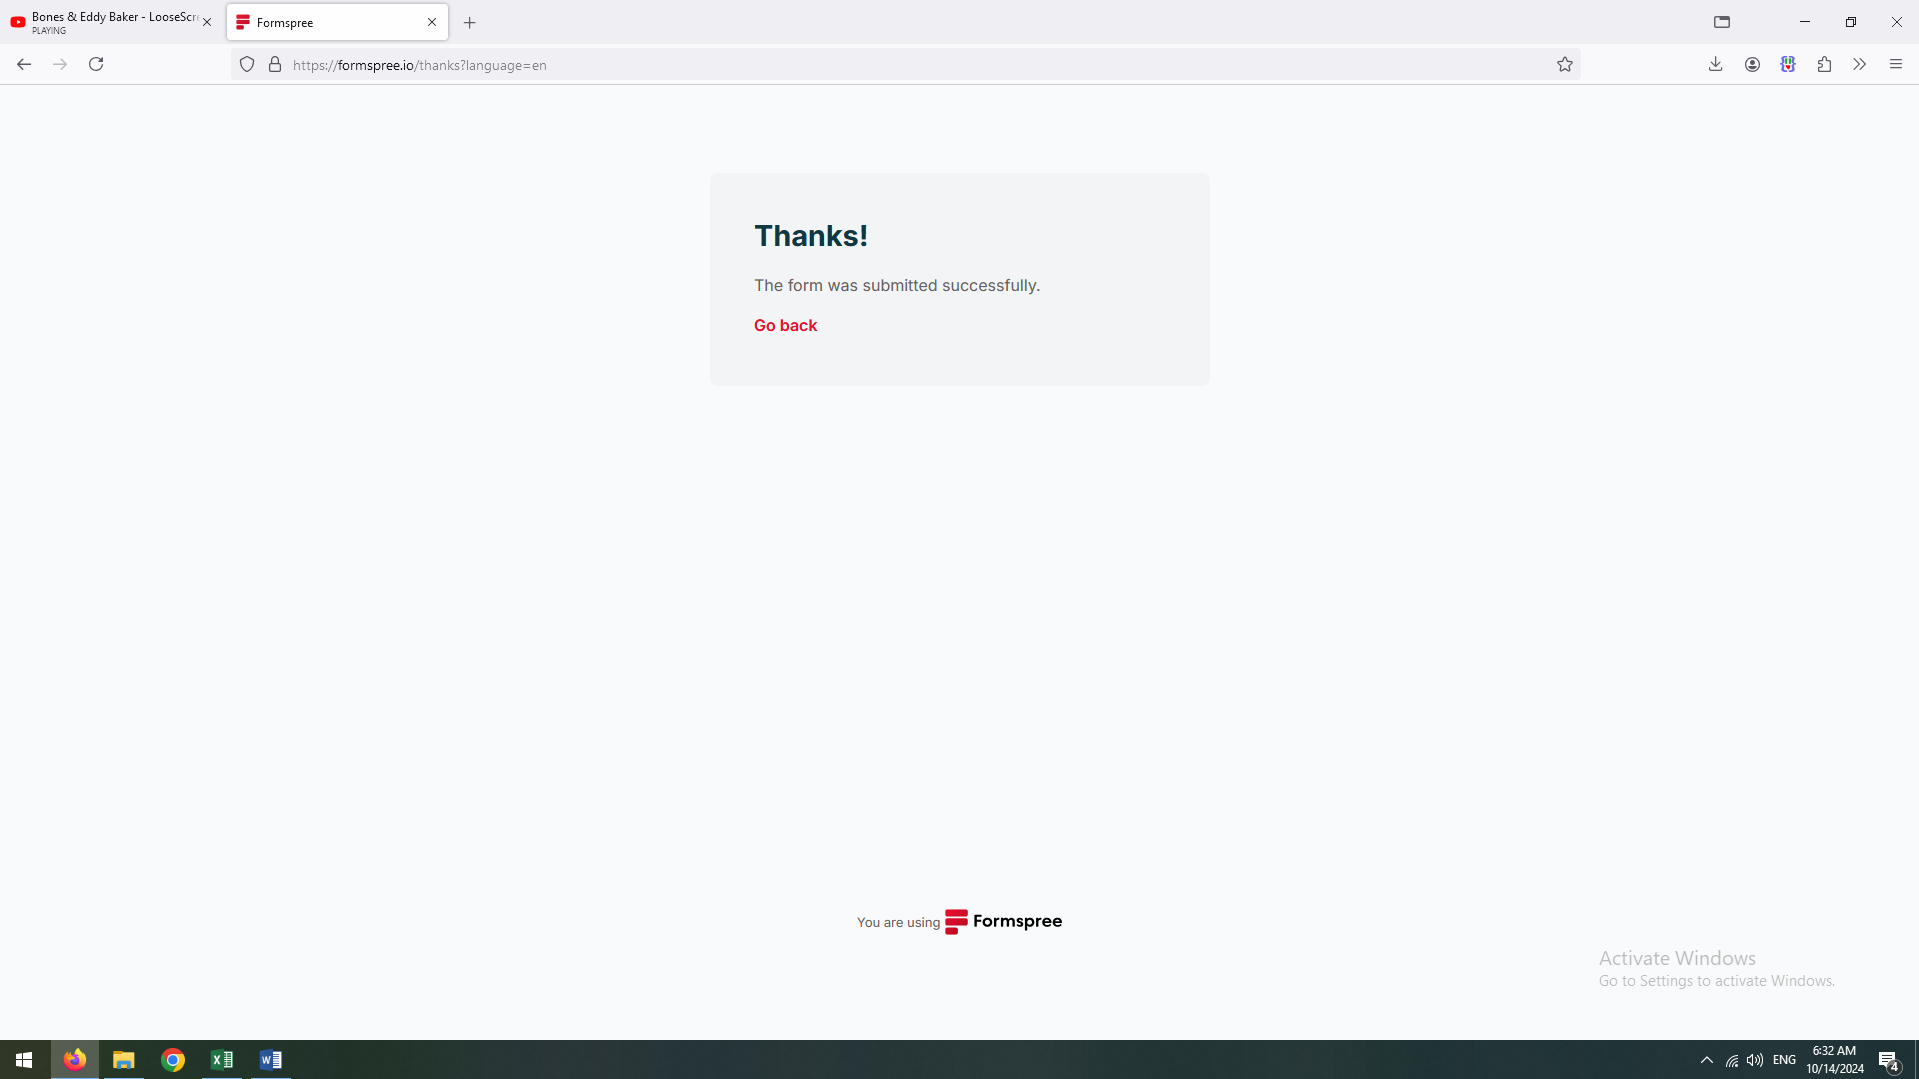 Bones & Eddy Baker - LooseScre
PLAYING
Formspree
https://formspree.io/thanks?language=en
Thanks!
The form was submitted successfully.
Go back
You are using Formspree
Activate Windows
Go to Settings to activate Windows.
ENG
6:32 AM
10/14/2024
4